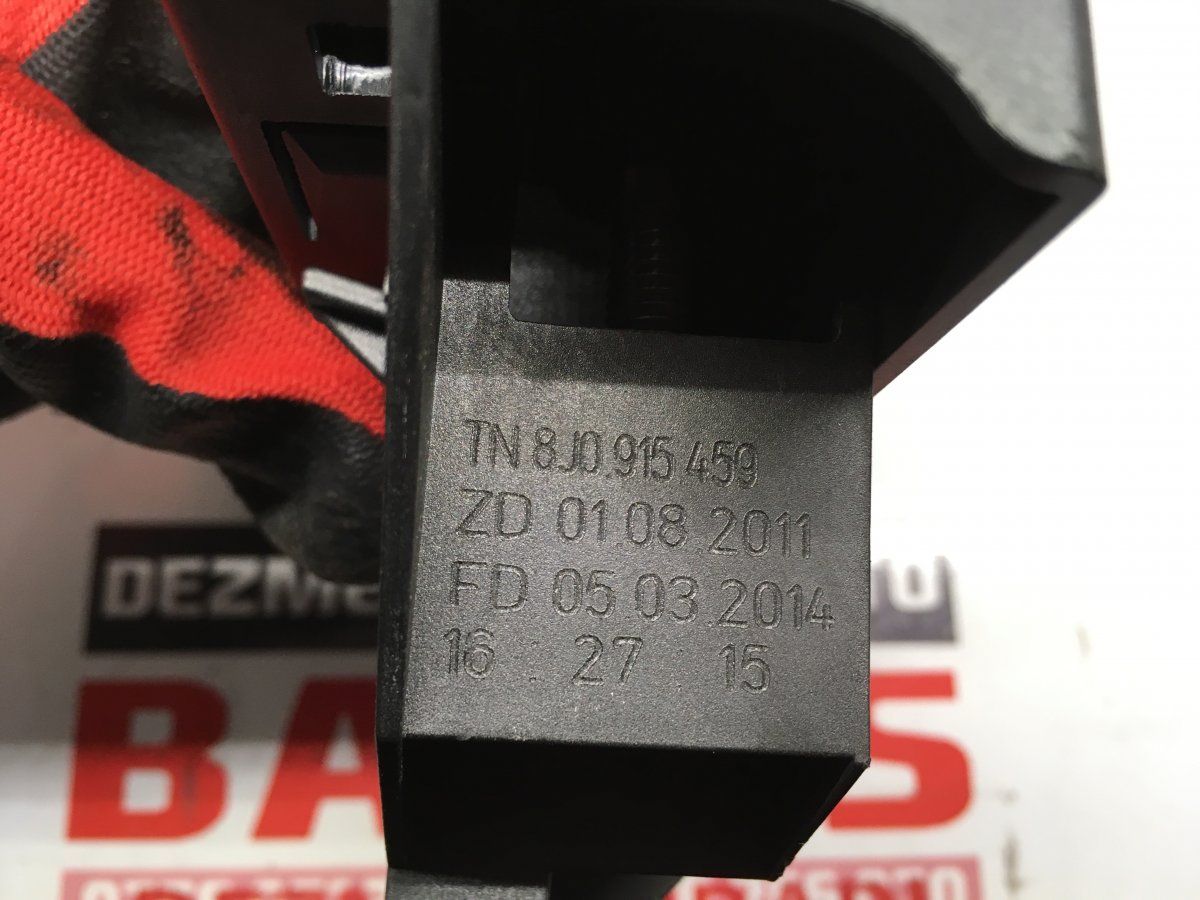 TN 8J0.915 459
ZD 01.08.2011
FD 05.03.2014
16 : 27 : 15
DEZM
BA S